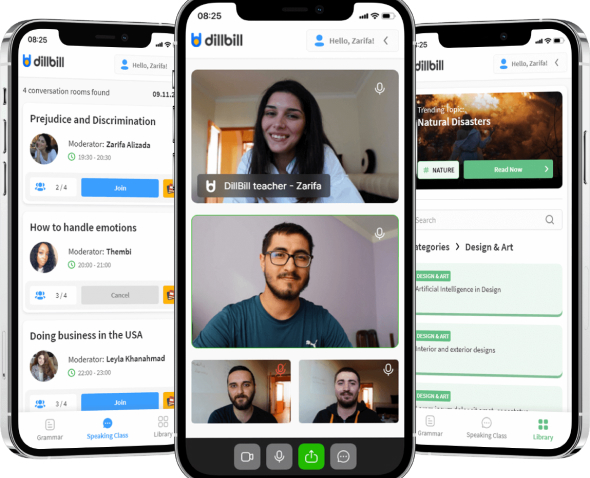 08:25
dillbill
Hello, Zarifa!
4 conversation rooms found
09.11.2
Prejudice and Discrimination
Moderator: Zarifa Alizada
19:30 - 20:30
2/4
Join
How to handle emotions
Moderator: Thembi
20:00 - 21:00
3/4
Cancel
Doing business in the USA
Moderator: Leyla Khanahmad
22:00 - 23:00
3/4
Join
Grammar
Speaking Class
Library
08:25
dillbill
Hello, Zarifa!
DillBill teacher - Zarifa
:25
dillbill
Hello, Zarifa!
Trending Topic:
Natural Disasters
# NATURE
Read Now
Search
ategories > Design & Art
DESIGN & ART
Artificial Intelligence in Design
DESIGN & ART
Interior and exterior designs
DESIGN & ART
Grammar
Speaking Class
Library